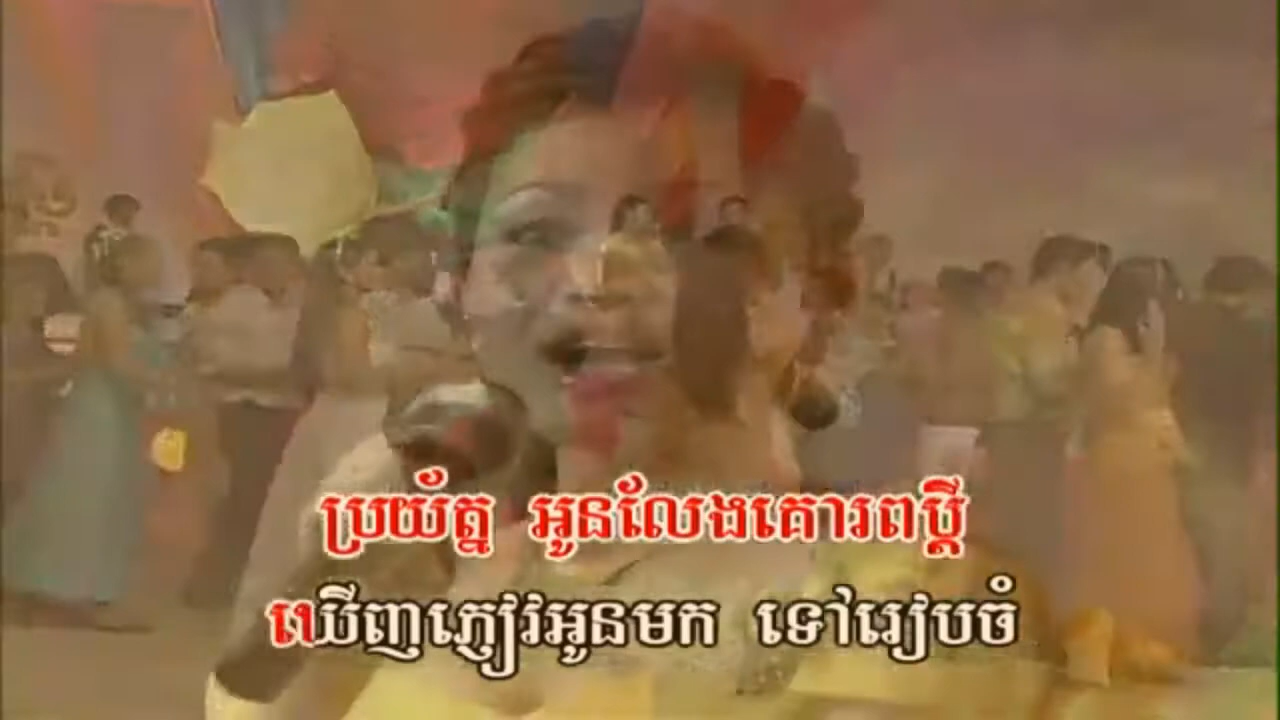 ប្រយ័ត្ន អូនលែងគោរពប្ដី
ឃើញភ្ញៀវអូនមក ទៅរៀបចំ